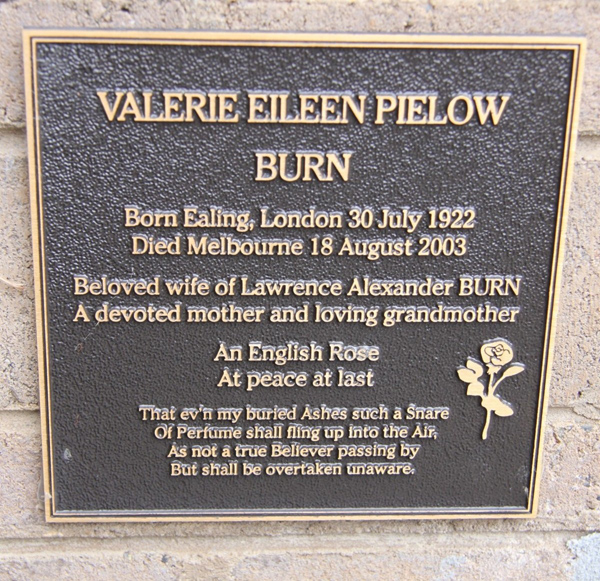 VALERIE EILEEN PIELOW
BURN
Born Ealing, London 30 July 1922
Died Melbourne 18 August 2003
Beloved wife of Lawrence Alexander BURN
A devoted mother and loving grandmother
An English Rose
At peace at last
That ev'n my buried Ashes such a Snare
Of Perfume shall fling up into the Air,
As not a true Believer passing by
But shall be overtaken unaware.